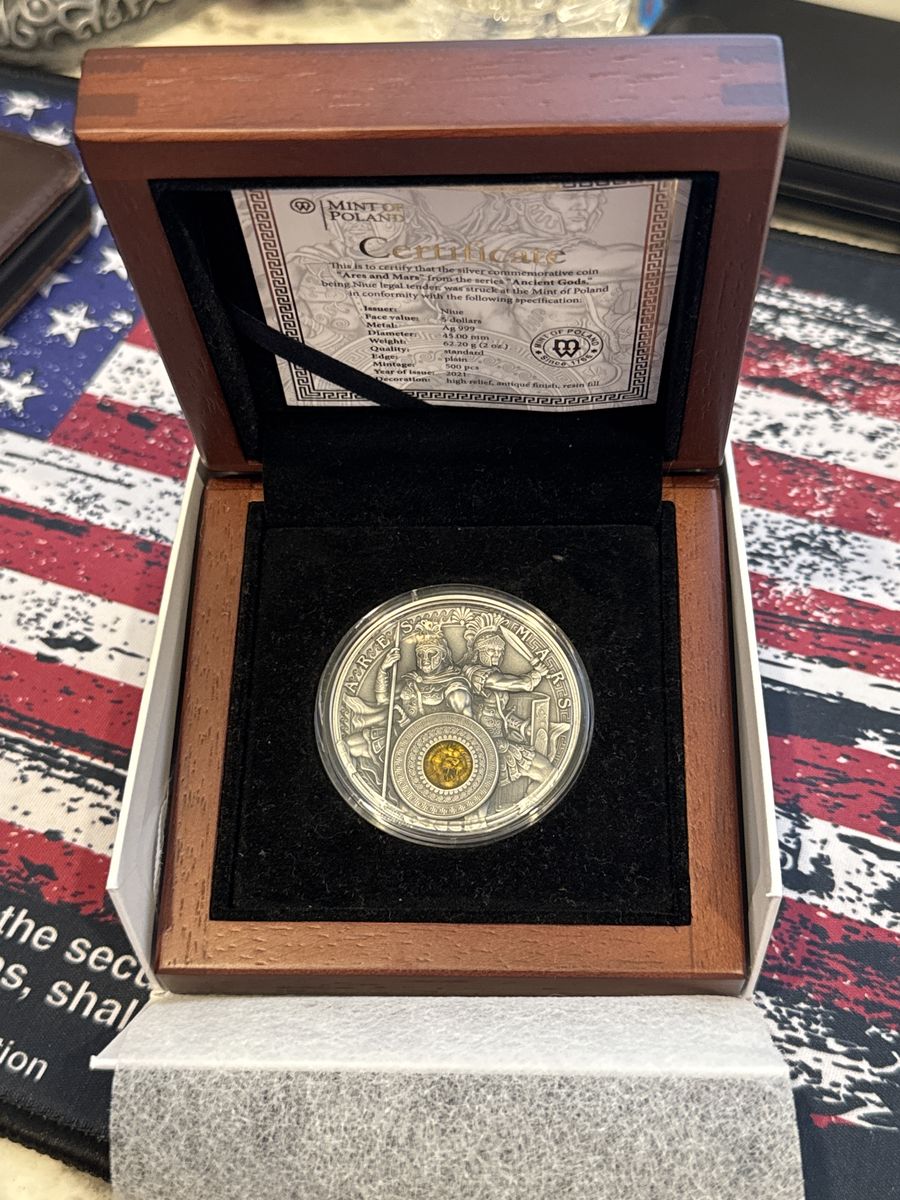 MINT OF
POLAND
Certificate
This is to certify that the silver commemorative coin
"Ares and Mars" from the series "Ancient Gods,"
being Niue legal tender, was struck at the Mint of Poland
in conformity with the following specification:
Issuer: Niue
Face value: 5 dollars
Metal: Ag 999
Diameter: 45.00 mm
Weight: 62.20 g (2 oz.)
Quality: standard
Edge: plain
Mintage: 500 pcs
Year of issue: 2021
Decoration: high relief, antique finish, resin fill
MINT OF POLAND
Since 1766
ARES MARS
the secu
s, shal
tion